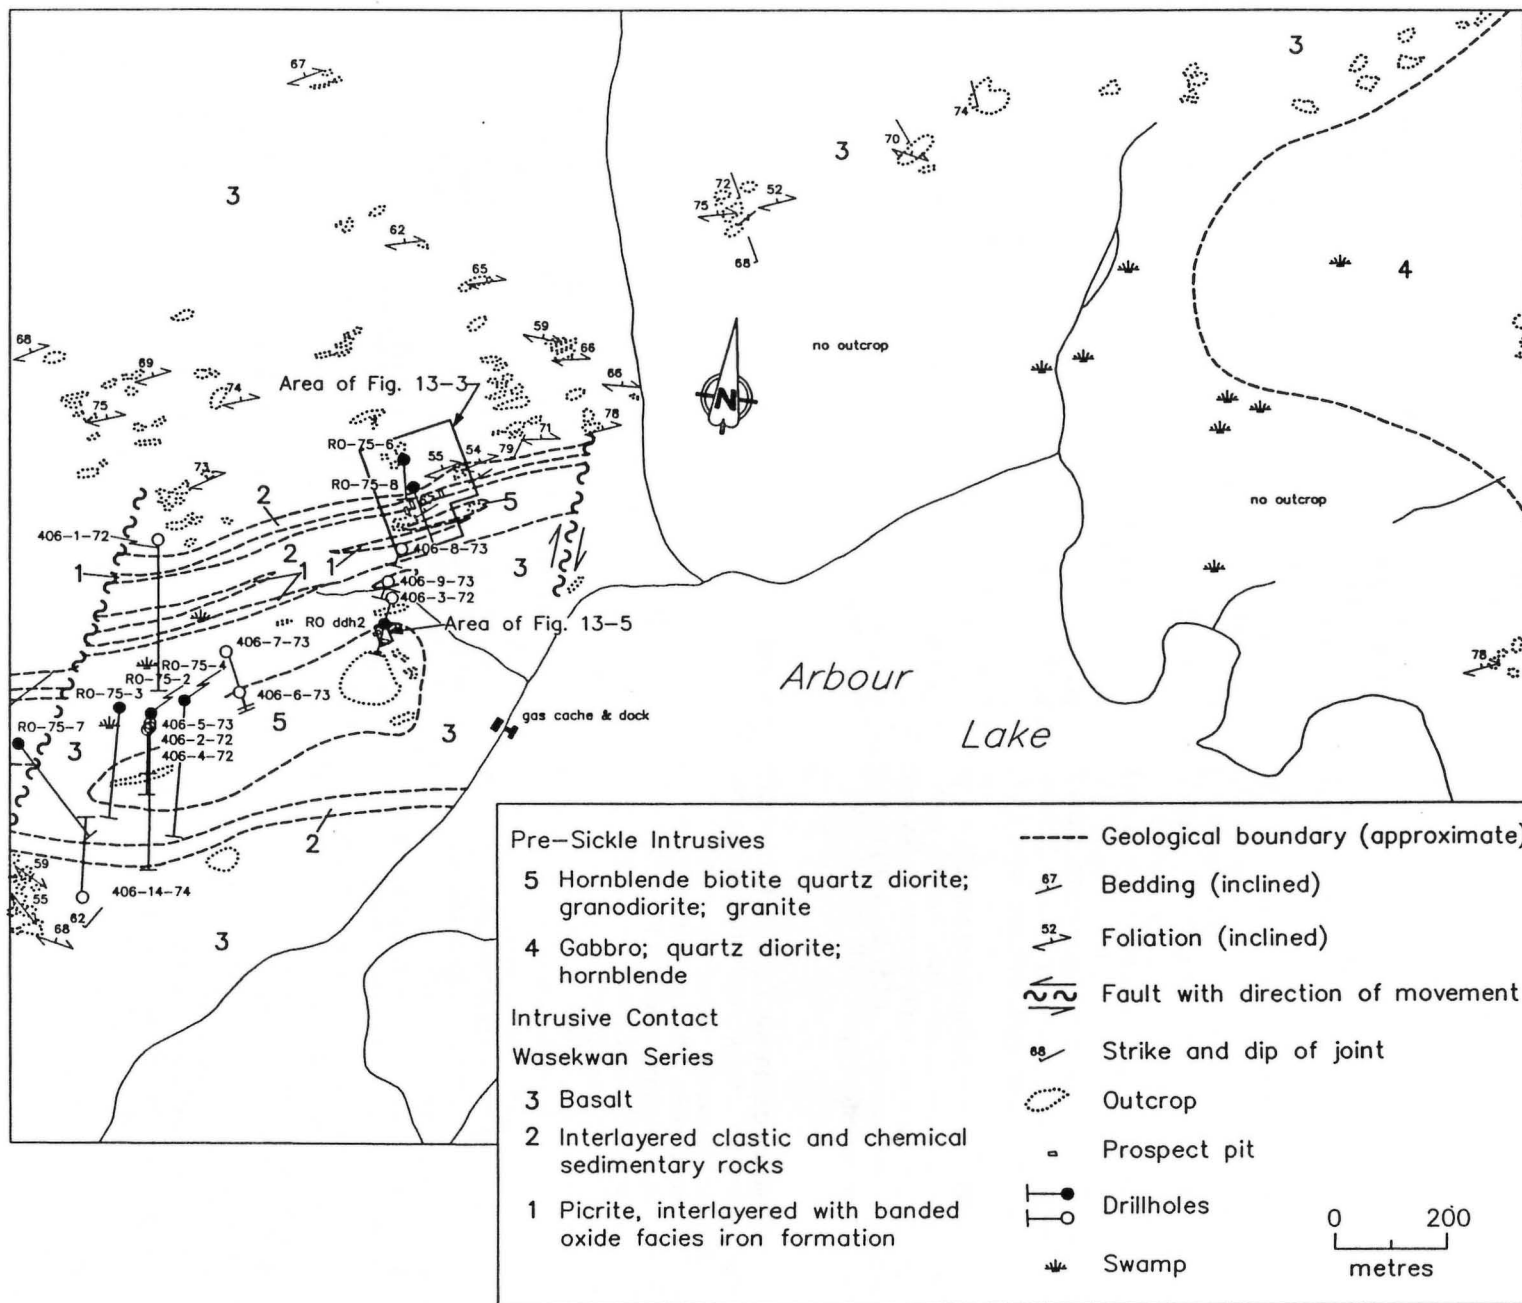 3
67
74
3
70
3
72
52
75
62
68
4
65
59
68
66
no outcrop
69
Area of Fig. 13-3
66
74
N
75
78
71
RO-75-6
79
54
55
73
RO-75-8
2
5
no outcrop
406-1-72
406-8-73
2
3
1
1
1
406-9-73
406-3-72
RO ddh2
Area of Fig. 13-5
406-7-73
78
RO-75-4
RO-75-2
Arbour
RO-75-3
406-6-73
5
gas cache & dock
RO-75-7
406-5-73
3
Lake
406-2-72
3
406-4-72
2
59
406-14-74
55
62
68
3
Pre-Sickle Intrusives
5 Hornblende biotite quartz diorite;
granodiorite; granite
4 Gabbro; quartz diorite;
hornblende
Intrusive Contact
Wasekwan Series
3 Basalt
2 Interlayered clastic and chemical
sedimentary rocks
1 Picrite, interlayered with banded
oxide facies iron formation
Geological boundary (approximate)
67 Bedding (inclined)
52 Foliation (inclined)
Fault with direction of movement
68 Strike and dip of joint
Outcrop
Prospect pit
Drillholes
Swamp
0 200
metres